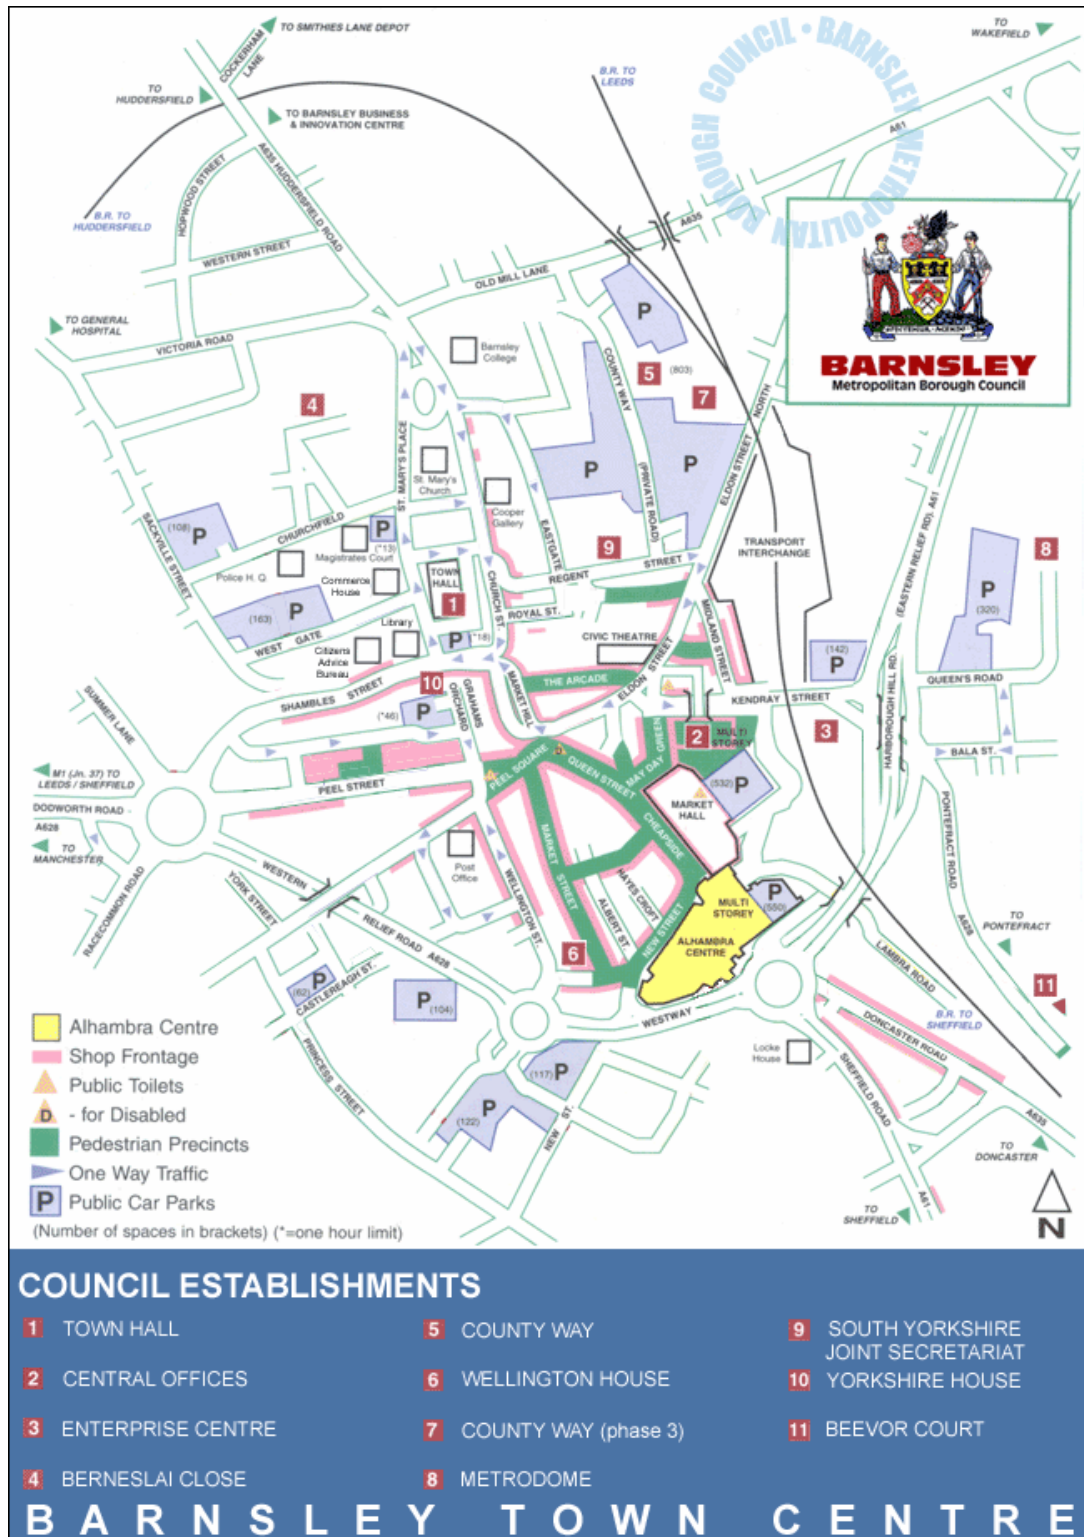 TO SMITHIES LANE DEPOT
COCKERHAM
LANE
TO
HUDDERSFIELD
TO BARNSLEY BUSINESS
& INNOVATION CENTRE
B.R. TO
LEEDS
TO
WAKEFIELD
BARNSLEY METROPOLITAN BOROUGH COUNCIL •
A61
A635
HOPWOOD STREET
A635 HUDDERSFIELD ROAD
B.R. TO
HUDDERSFIELD
WESTERN STREET
OLD MILL LANE
BARNSLEY
Metropolitan Borough Council
TO GENERAL
HOSPITAL
VICTORIA ROAD
Barnsley
College
P
COUNTY WAY
5
(803)
7
4
ST. MARY'S PLACE
St. Mary's
Church
Cooper
Gallery
P
P
(PRIVATE ROAD)
ELDON STREET NORTH
SACKVILLE STREET
(108)
P
CHURCHFIELD
Magistrates Court
P
(*13)
EASTGATE
9
TRANSPORT
INTERCHANGE
(EASTERN RELIEF RD). A61
8
P
(320)
Police H. Q.
Commerce
House
TOWN
HALL
1
CHURCH ST.
REGENT STREET
ROYAL ST.
(163)
P
WEST GATE
Library
Citizens
Advice
Bureau
P
(*18)
CIVIC THEATRE
MIDLAND STREET
(142)
P
THE ARCADE
ELDON STREET
KENDRAY STREET
QUEEN'S ROAD
SUMMER LANE
SHAMBLES STREET
10
GRAHAMS
ORCHARD
MARKET HILL
(*46)
P
2
MULTI
STOREY
3
HARBOROUGH HILL RD.
BALA ST.
PEEL SQUARE
D
QUEEN STREET
MAY DAY GREEN
(532)
P
MARKET
HALL
M1 (Jn. 37) TO
LEEDS / SHEFFIELD
PEEL STREET
DODWORTH ROAD
A628
TO
MANCHESTER
CHEAPSIDE
PONTEFRACT ROAD
A628
RACECOMMON ROAD
YORK STREET
WESTERN
RELIEF ROAD A628
Post
Office
WELLINGTON ST.
MARKET STREET
HAYES CROFT
ALBERT ST.
NEW STREET
MULTI
STOREY
P
(550)
ALHAMBRA
CENTRE
6
TO
PONTEFRACT
LAMBRA ROAD
11
P
(62)
CASTLEREAGH ST.
P
(104)
WESTWAY
B.R. TO
SHEFFIELD
DONCASTER ROAD
Locke
House
SHEFFIELD ROAD
PRINCESS STREET
(117)
P
(122)
P
NEW ST.
A635
TO
DONCASTER
A61
TO
SHEFFIELD
N
Alhambra Centre
Shop Frontage
Public Toilets
D - for Disabled
Pedestrian Precincts
One Way Traffic
P Public Car Parks
(Number of spaces in brackets) (*=one hour limit)
COUNCIL ESTABLISHMENTS
1 TOWN HALL
2 CENTRAL OFFICES
3 ENTERPRISE CENTRE
4 BERNESLAI CLOSE
5 COUNTY WAY
6 WELLINGTON HOUSE
7 COUNTY WAY (phase 3)
8 METRODOME
9 SOUTH YORKSHIRE
JOINT SECRETARIAT
10 YORKSHIRE HOUSE
11 BEEVOR COURT
BARNSLEY TOWN CENTRE